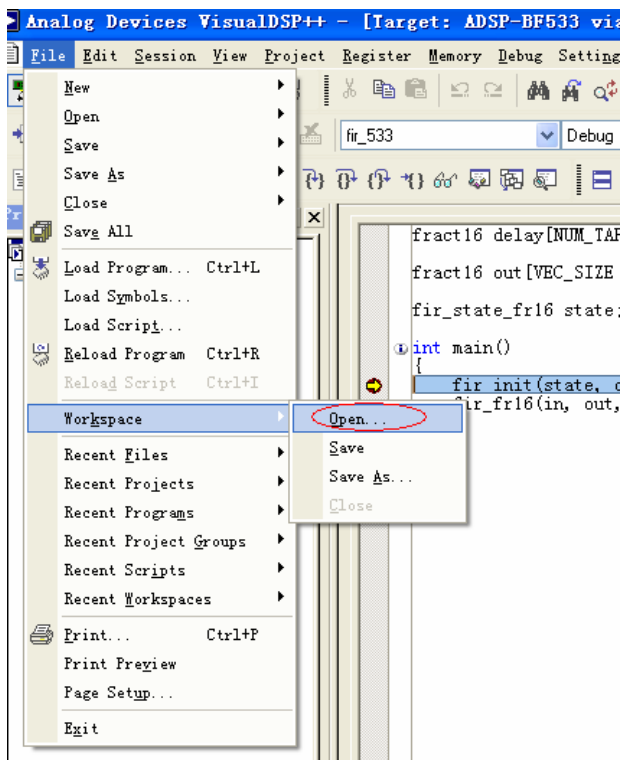 Analog Devices VisualDSP++ - [Target: ADSP-BF533 via
File Edit Session View Project Register Memory Debug Setting
New
Open
fir_533 Debug
Save
Save As
Close
Save All
fract16 delay[NUM_TAP
Load Program... Ctrl+L
fract16 out[VEC_SIZE
Load Symbols...
fir_state_fr16 state;
Load Script...
int main()
Reload Program Ctrl+R
{
Reload Script Ctrl+I
fir_init(state,
fir_fr16(in, out,
Workspace
Open...
Save
Save As...
Close
Recent Files
Recent Projects
Recent Programs
Recent Project Groups
Recent Scripts
Recent Workspaces
Print... Ctrl+P
Print Preview
Page Setup...
Exit